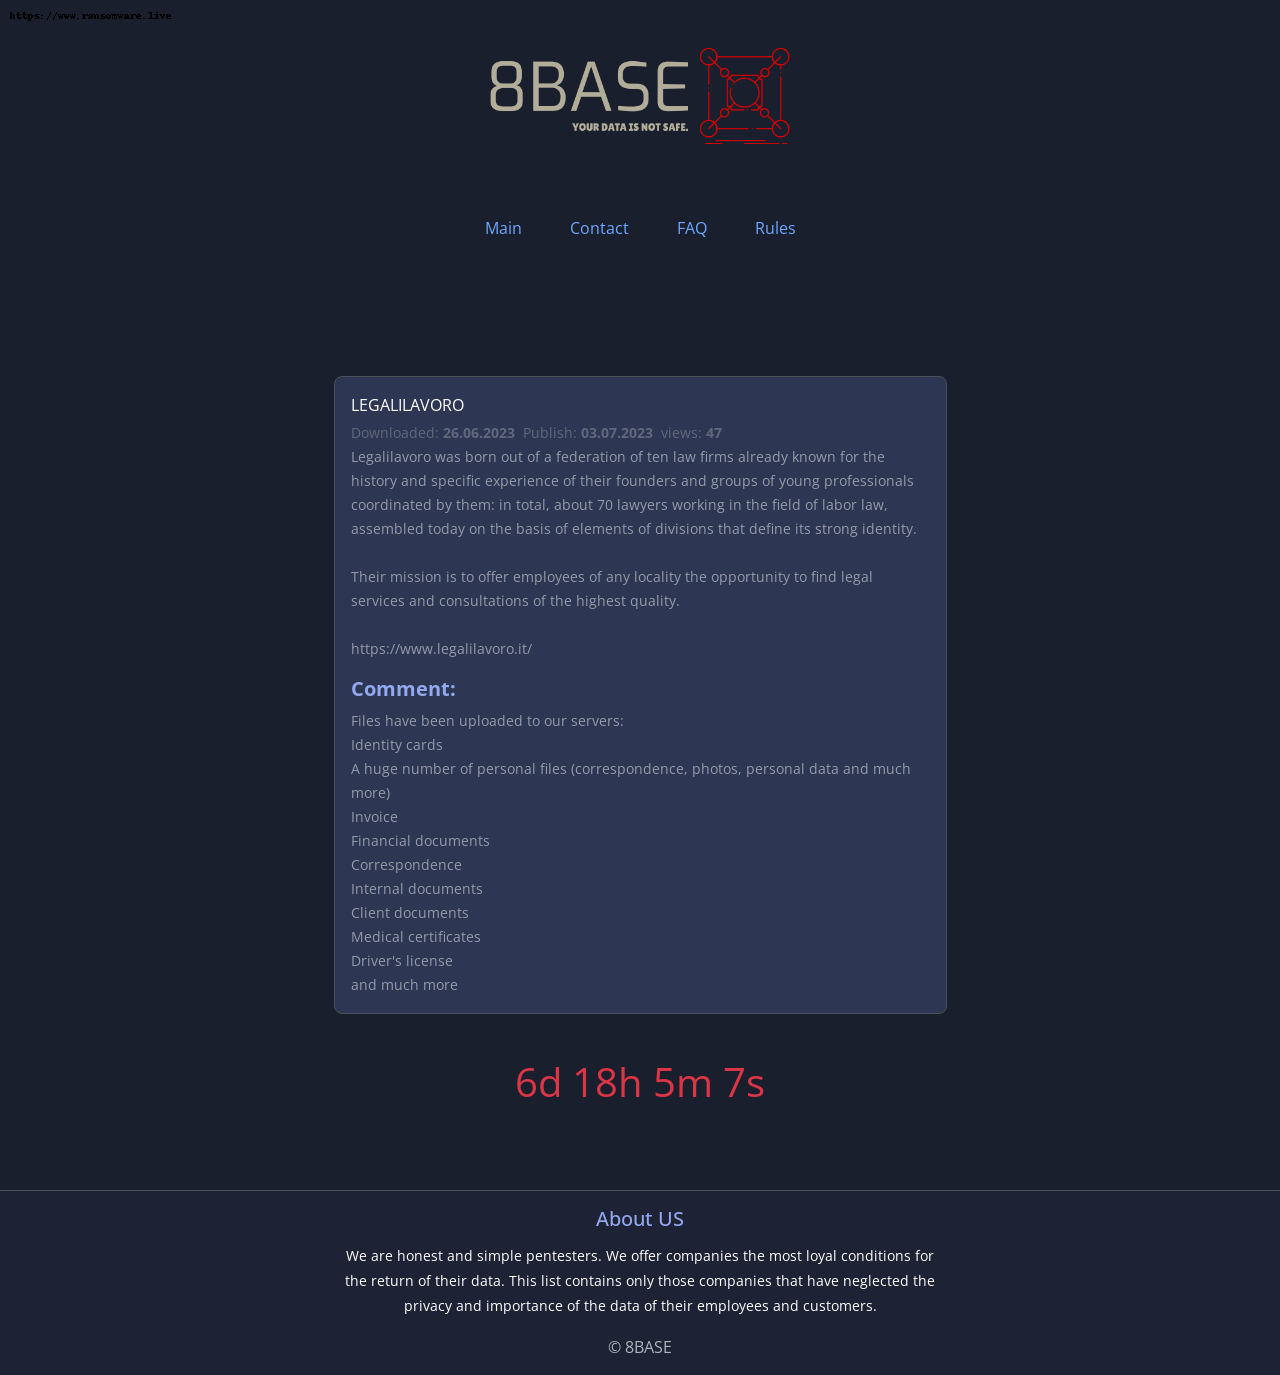 https://www.ransomware.live
8BASE
YOUR DATA IS NOT SAFE.
Main Contact FAQ Rules
LEGALILAVORO
Downloaded: 26.06.2023 Publish: 03.07.2023 views: 47
Legalilavoro was born out of a federation of ten law firms already known for the
history and specific experience of their founders and groups of young professionals
coordinated by them: in total, about 70 lawyers working in the field of labor law,
assembled today on the basis of elements of divisions that define its strong identity.
Their mission is to offer employees of any locality the opportunity to find legal
services and consultations of the highest quality.
https://www.legalilavoro.it/
Comment:
Files have been uploaded to our servers:
Identity cards
A huge number of personal files (correspondence, photos, personal data and much
more)
Invoice
Financial documents
Correspondence
Internal documents
Client documents
Medical certificates
Driver's license
and much more
6d 18h 5m 7s
About US
We are honest and simple pentesters. We offer companies the most loyal conditions for
the return of their data. This list contains only those companies that have neglected the
privacy and importance of the data of their employees and customers.
© 8BASE